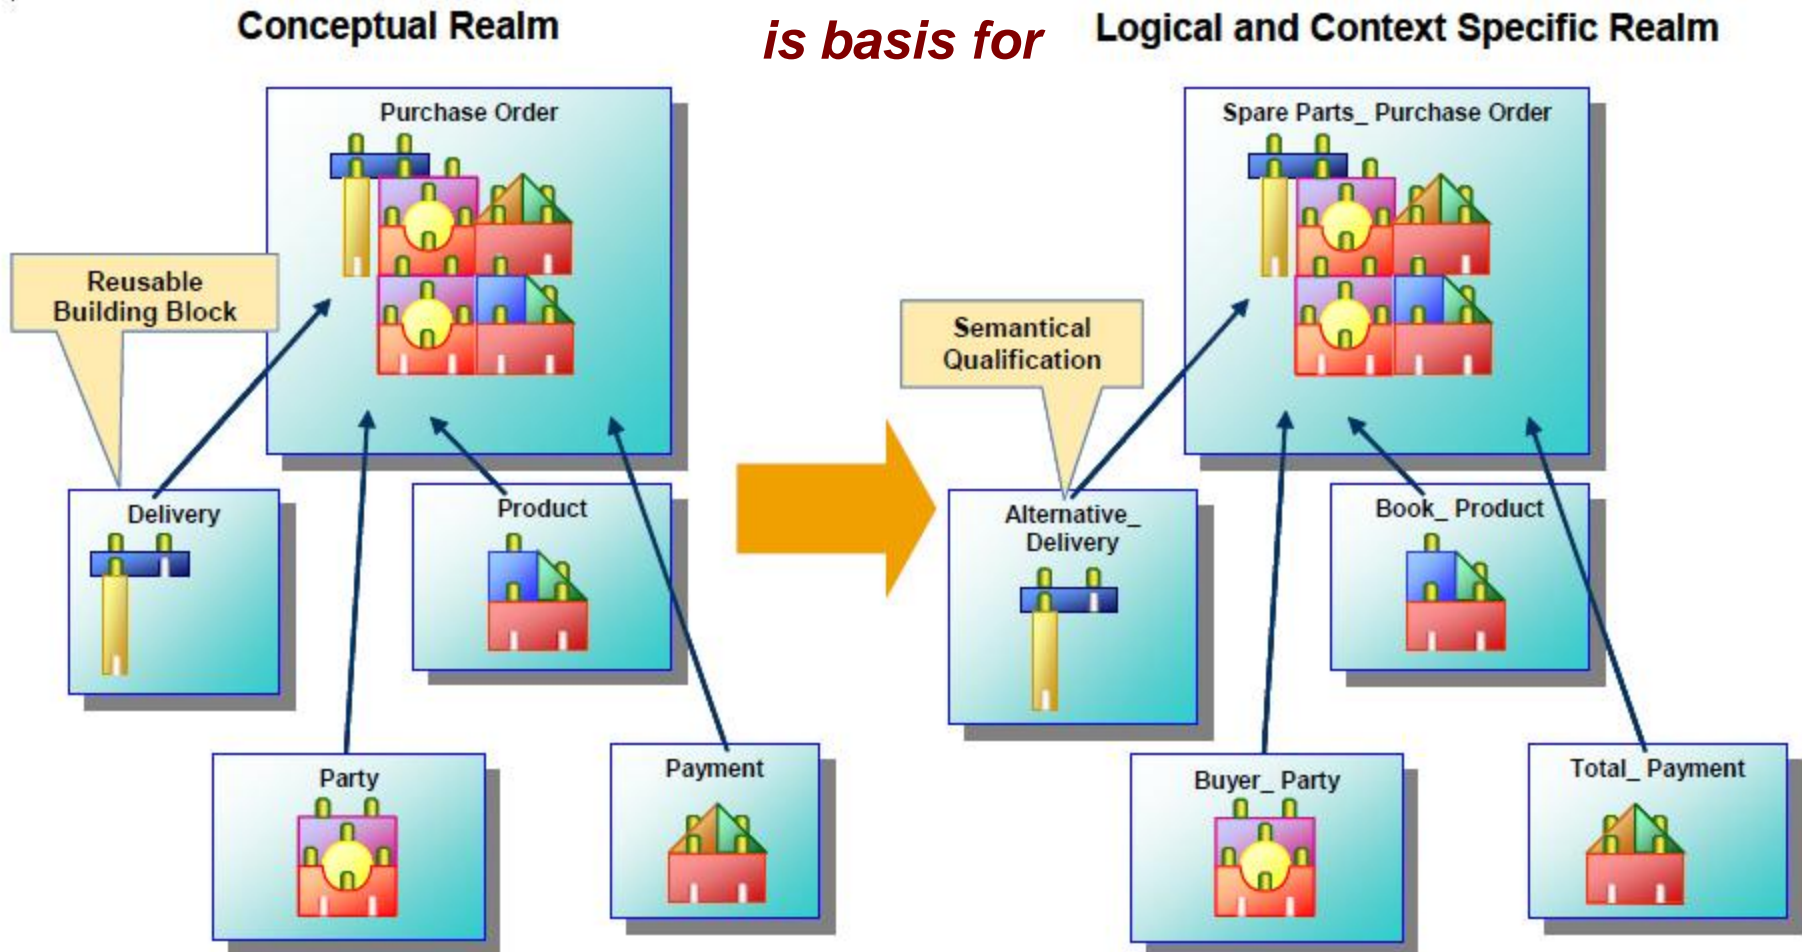 Conceptual Realm
is basis for
Logical and Context Specific Realm
Purchase Order
Reusable
Building Block
Delivery
Product
Party
Payment
Spare Parts_ Purchase Order
Semantical
Qualification
Alternative_
Delivery
Book_ Product
Buyer_ Party
Total_ Payment